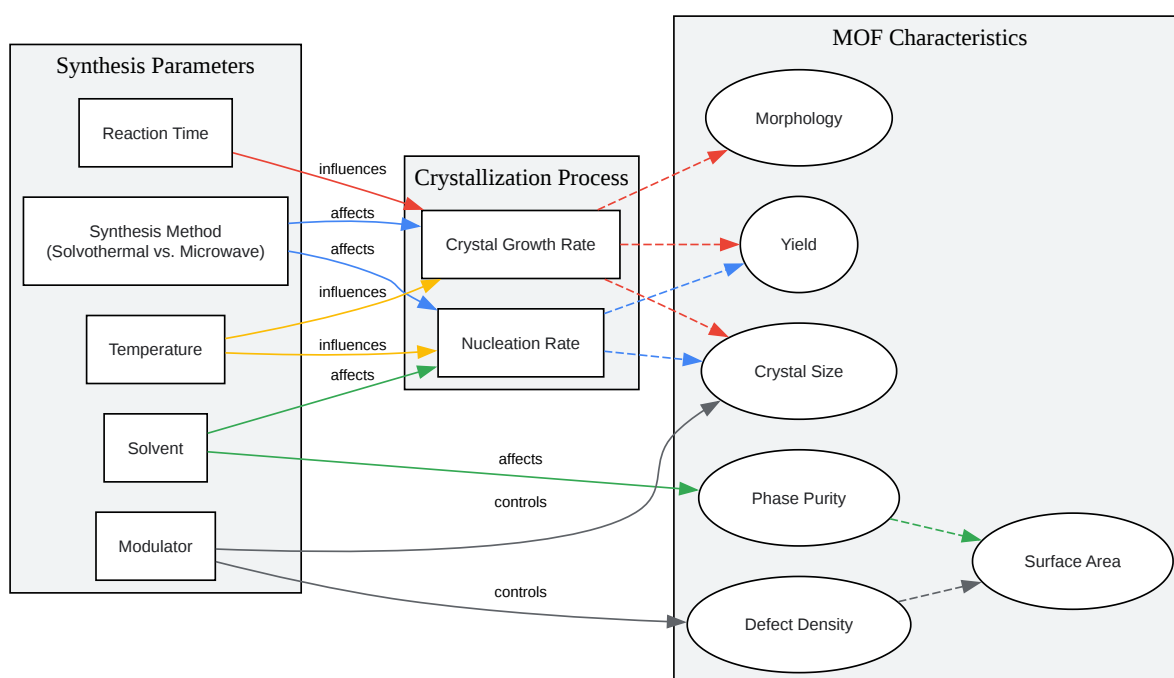 Synthesis Parameters
Reaction Time
Synthesis Method
(Solvothermal vs. Microwave)
Temperature
Solvent
Modulator
influences
affects
affects
influences
influences
affects
affects
controls
controls
Crystallization Process
Crystal Growth Rate
Nucleation Rate
MOF Characteristics
Morphology
Yield
Crystal Size
Phase Purity
Surface Area
Defect Density